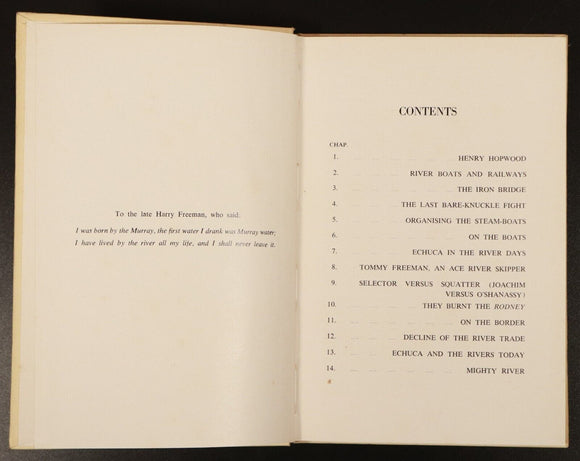 To the late Harry Freeman, who said:
I was born by the Murray, the first water I drank was Murray water;
I have lived by the river all my life, and I shall never leave it.
CONTENTS
CHAP.
1. HENRY HOPWOOD
2. RIVER BOATS AND RAILWAYS
3. THE IRON BRIDGE
4. THE LAST BARE-KNUCKLE FIGHT
5. ORGANISING THE STEAM-BOATS
6. ON THE BOATS
7. ECHUCA IN THE RIVER DAYS
8. TOMMY FREEMAN, AN ACE RIVER SKIPPER
9. SELECTOR VERSUS SQUATTER (JOACHIM
VERSUS O'SHANASSY)
10. THEY BURNT THE RODNEY
11. ON THE BORDER
12. DECLINE OF THE RIVER TRADE
13. ECHUCA AND THE RIVERS TODAY
14. MIGHTY RIVER